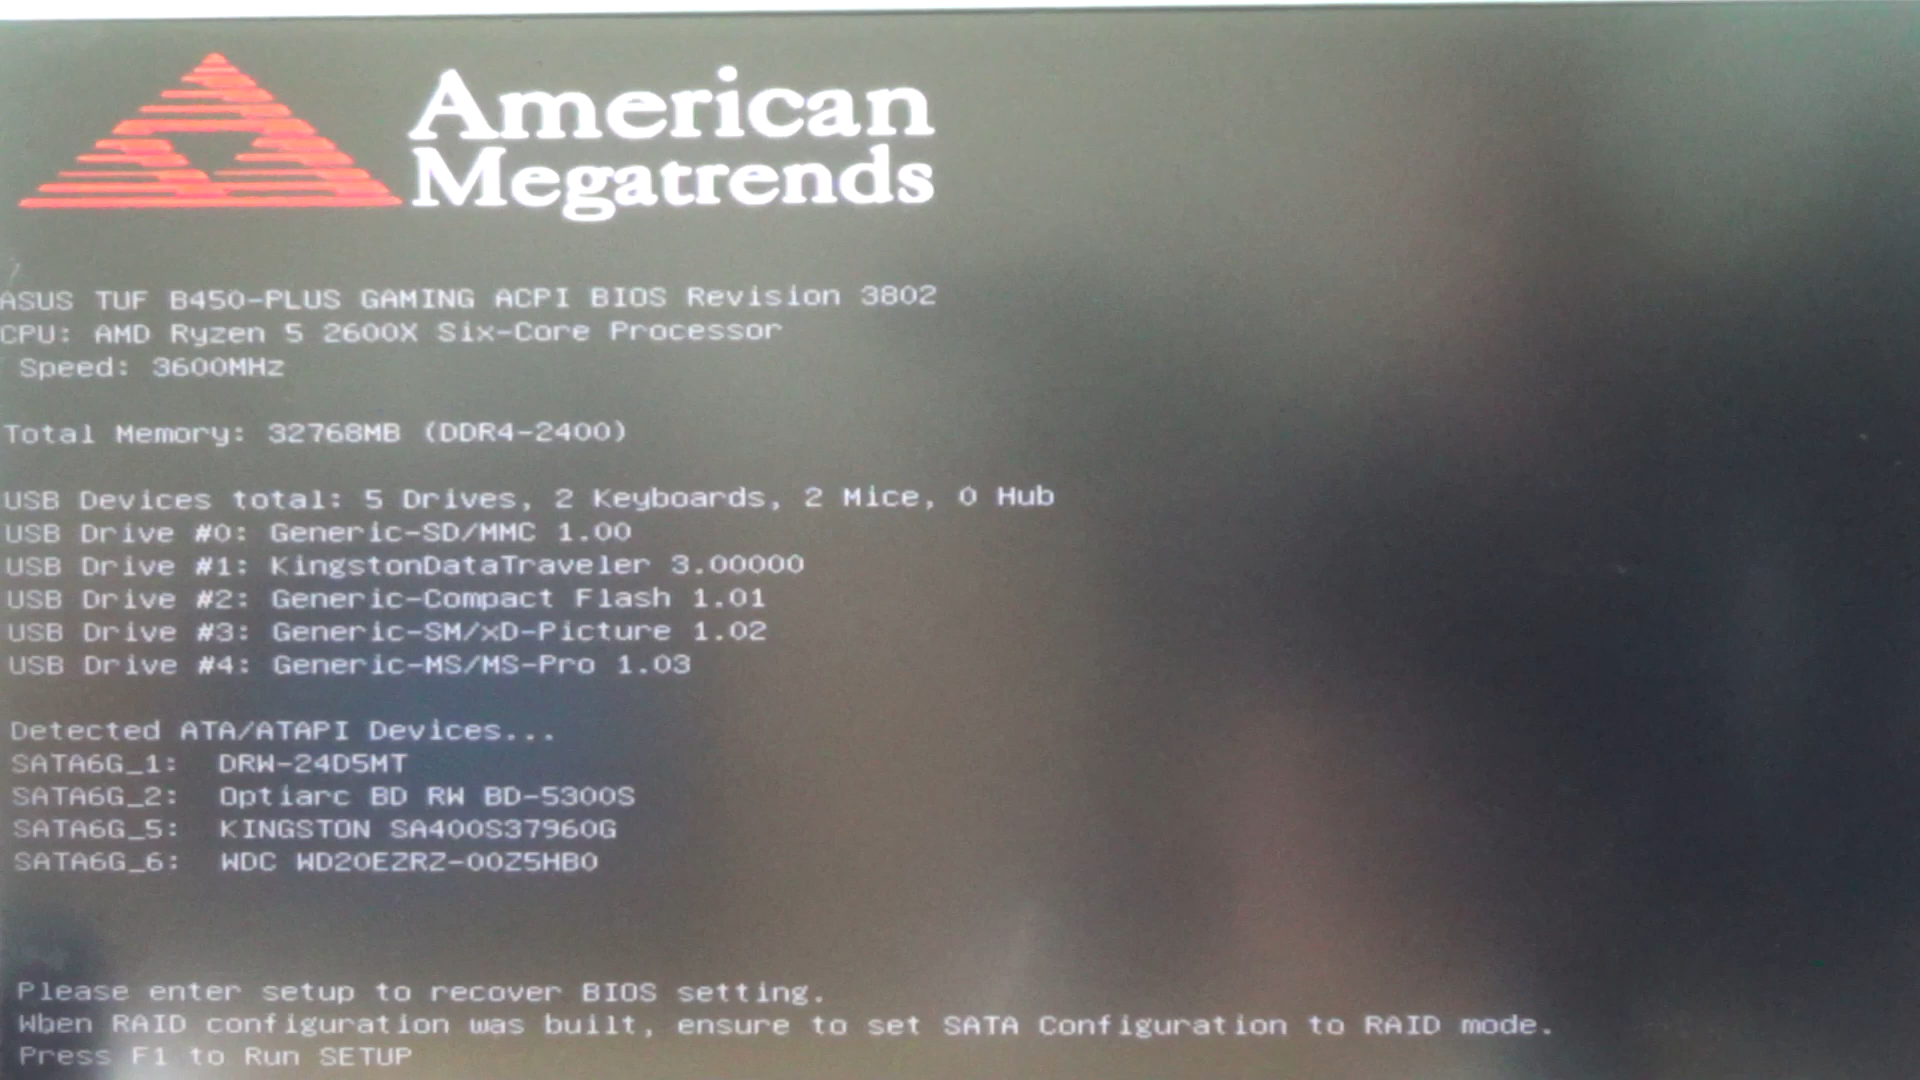 American
Megatrends
ASUS TUF B450-PLUS GAMING ACPI BIOS Revision 3802
CPU: AMD Ryzen 5 2600X Six-Core Processor
Speed: 3600MHz
Total Memory: 32768MB (DDR4-2400)
USB Devices total: 5 Drives, 2 Keyboards, 2 Mice, 0 Hub
USB Drive #0: Generic-SD/MMC 1.00
USB Drive #1: KingstonDataTraveler 3.00000
USB Drive #2: Generic-Compact Flash 1.01
USB Drive #3: Generic-SM/xD-Picture 1.02
USB Drive #4: Generic-MS/MS-Pro 1.03
Detected ATA/ATAPI Devices...
SATA6G_1: DRW-24D5MT
SATA6G_2: Optiarc BD RW BD-5300S
SATA6G_5: KINGSTON SA400S37960G
SATA6G_6: WDC WD20EZRZ-00Z5HB0
Please enter setup to recover BIOS setting.
When RAID configuration was built, ensure to set SATA Configuration to RAID mode.
Press F1 to Run SETUP